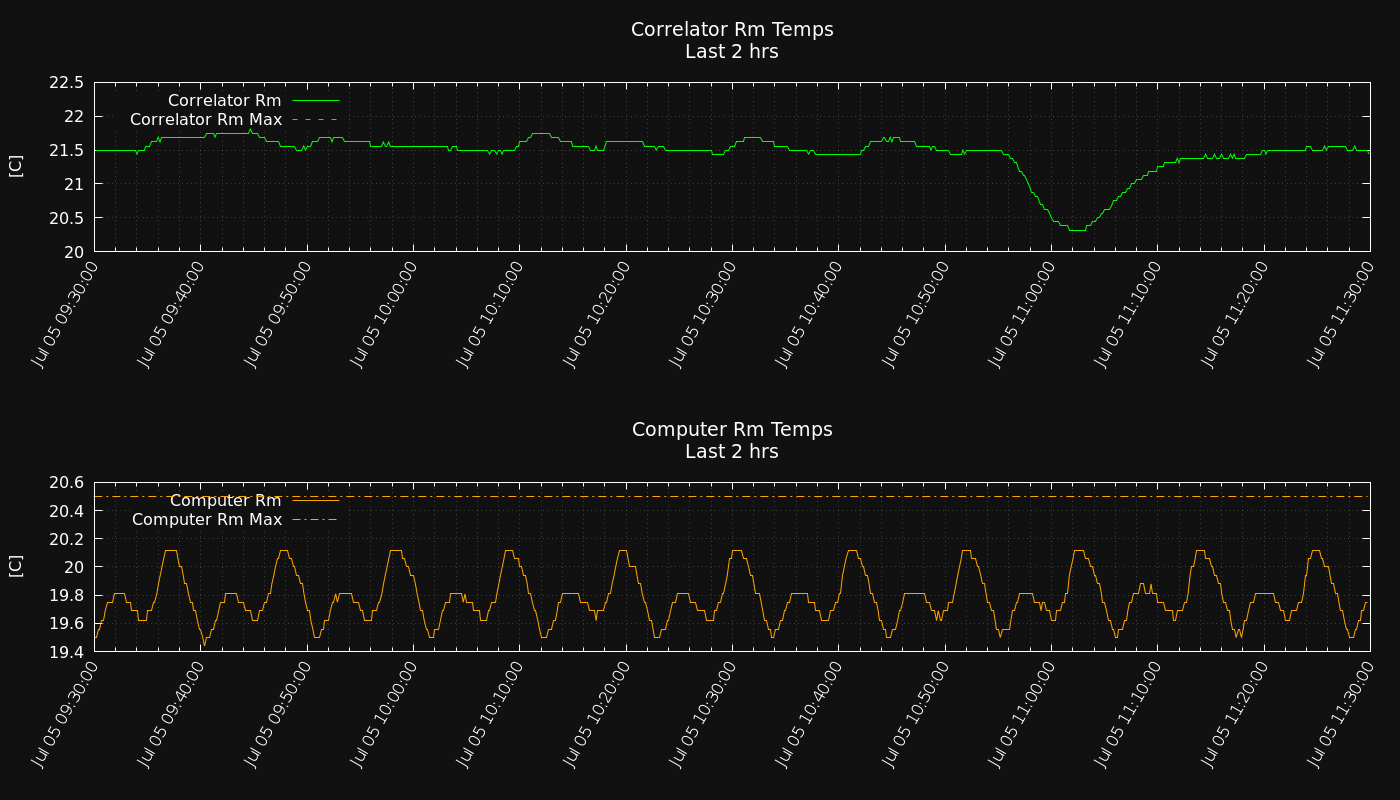 Correlator Rm Temps
Last 2 hrs
22.5
22
21.5
21
20.5
20
[C]
Correlator Rm
Correlator Rm Max
Jul 05 09:30:00
Jul 05 09:40:00
Jul 05 09:50:00
Jul 05 10:00:00
Jul 05 10:10:00
Jul 05 10:20:00
Jul 05 10:30:00
Jul 05 10:40:00
Jul 05 10:50:00
Jul 05 11:00:00
Jul 05 11:10:00
Jul 05 11:20:00
Jul 05 11:30:00
Computer Rm Temps
Last 2 hrs
20.6
20.4
20.2
20
19.8
19.6
19.4
[C]
Computer Rm
Computer Rm Max
Jul 05 09:30:00
Jul 05 09:40:00
Jul 05 09:50:00
Jul 05 10:00:00
Jul 05 10:10:00
Jul 05 10:20:00
Jul 05 10:30:00
Jul 05 10:40:00
Jul 05 10:50:00
Jul 05 11:00:00
Jul 05 11:10:00
Jul 05 11:20:00
Jul 05 11:30:00